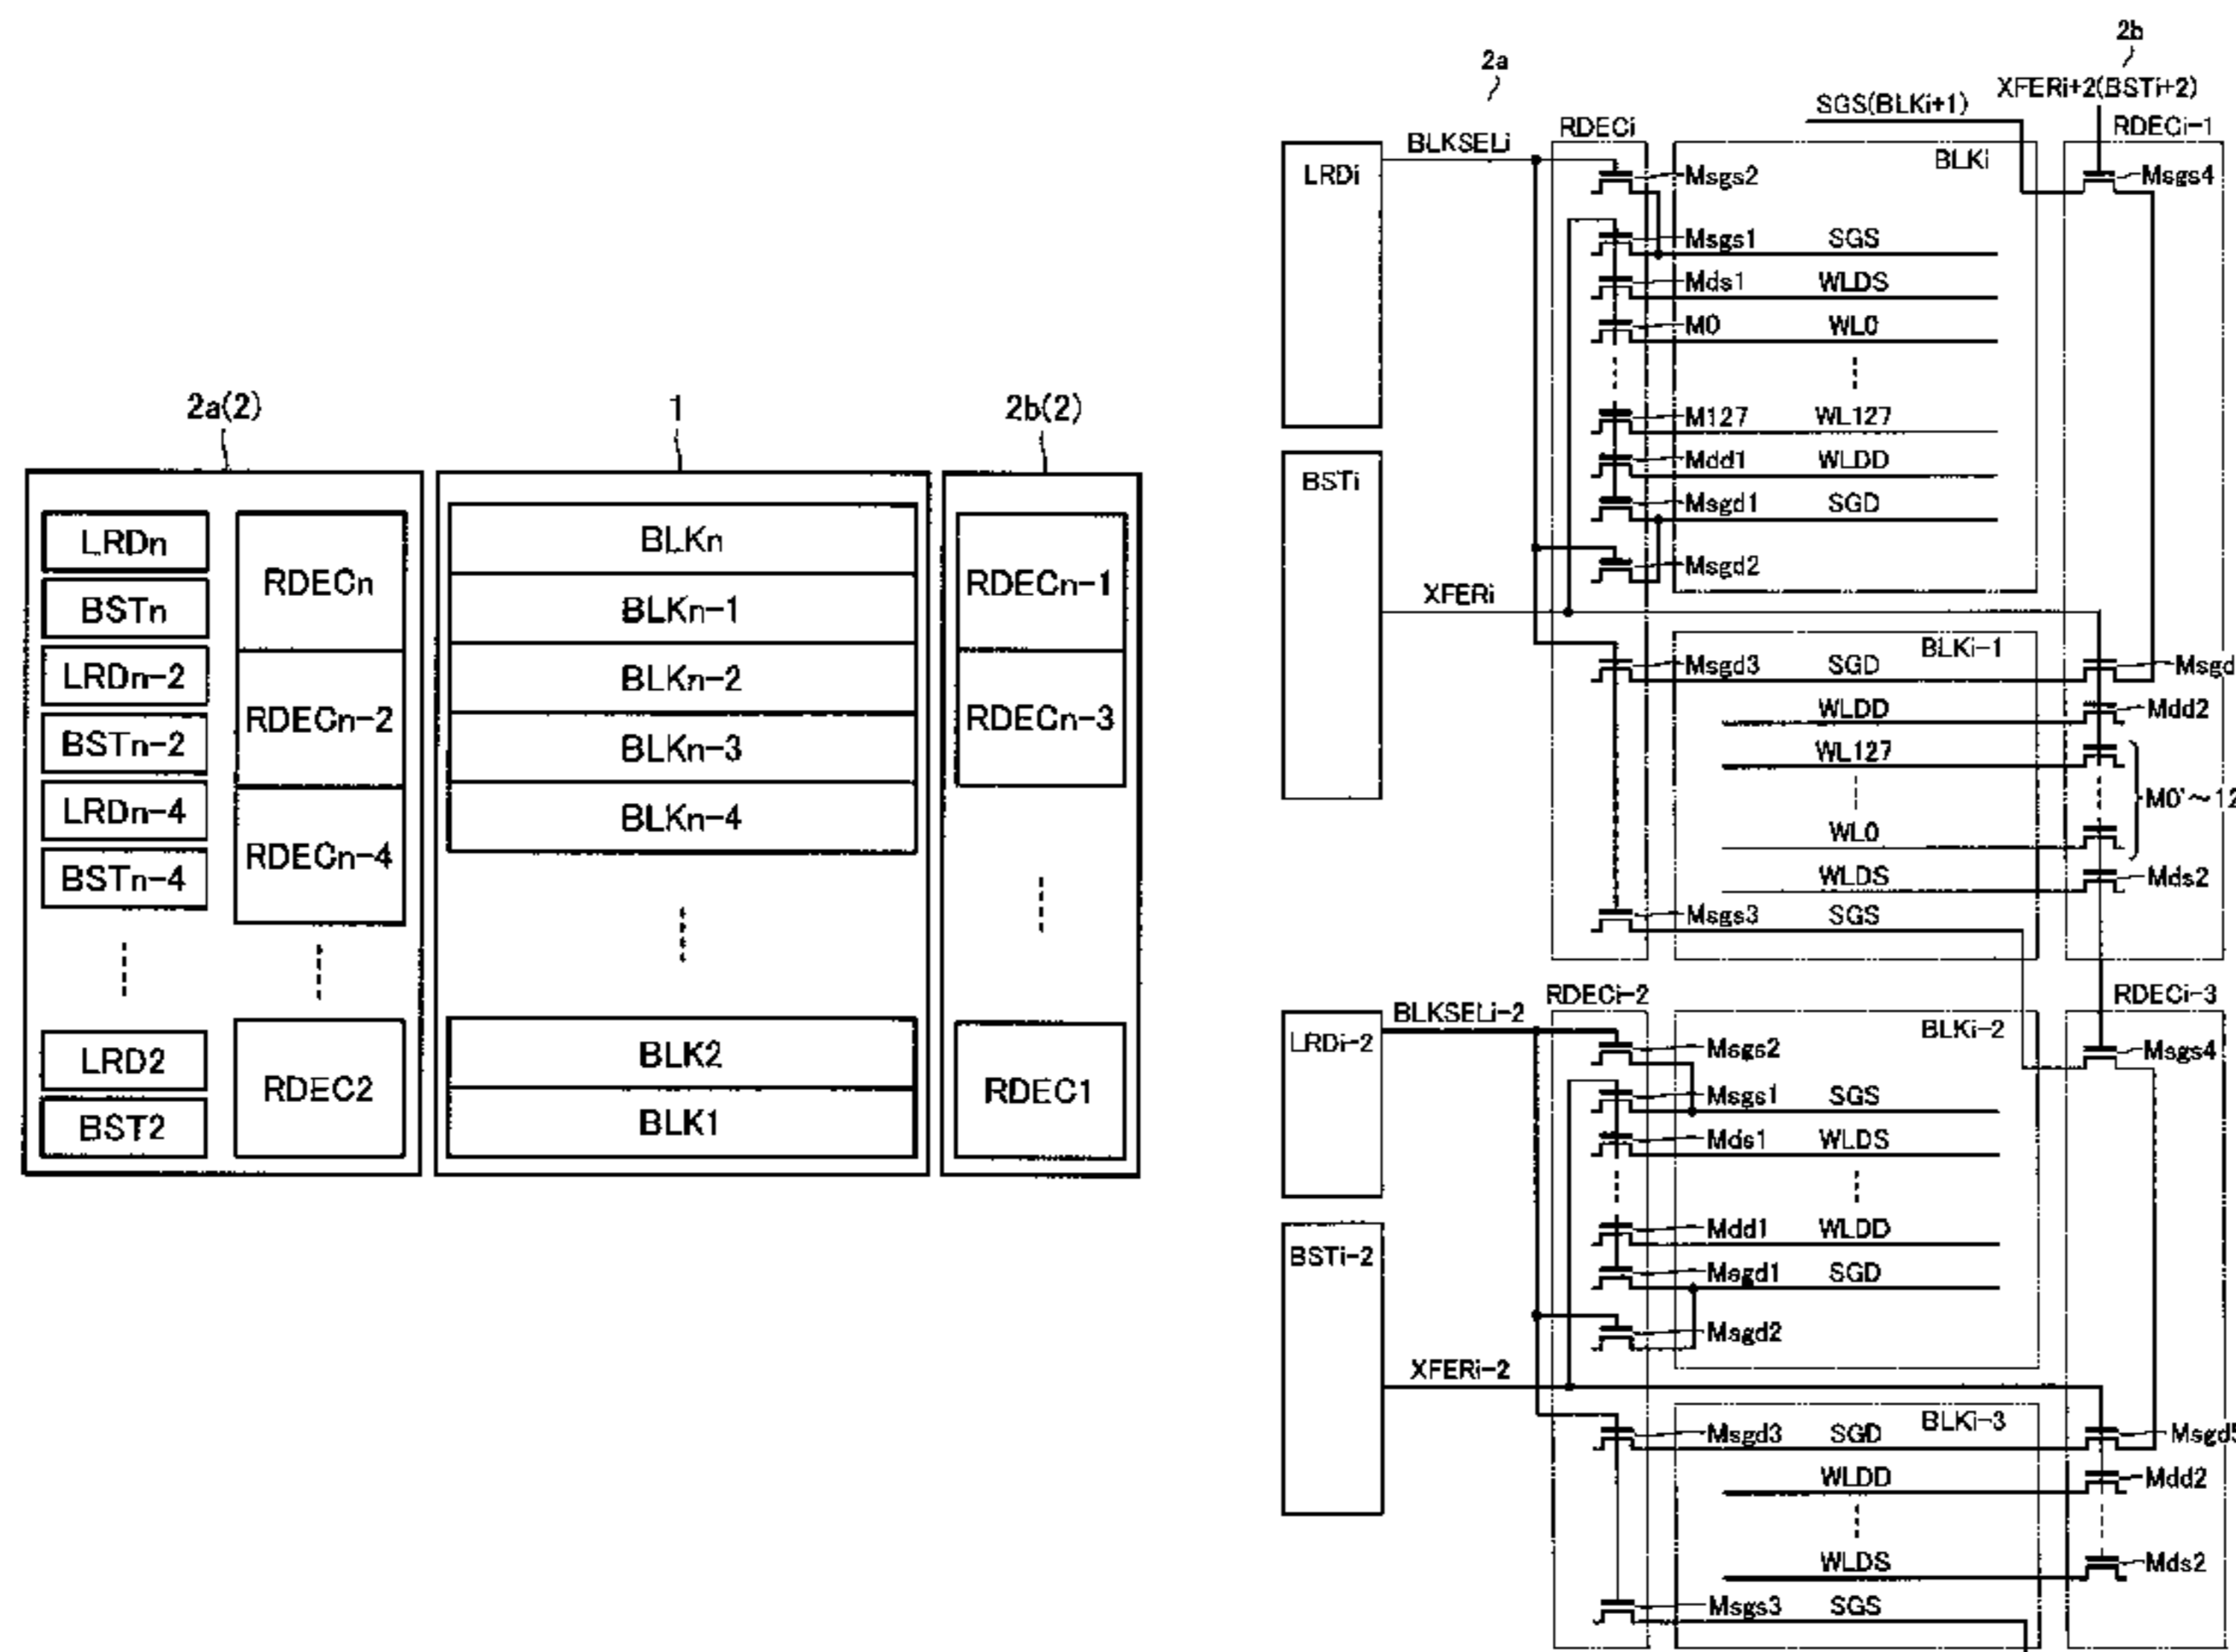 2a(2)
1
2b(2)
LRDn
BSTn
LRDn-2
BSTn-2
LRDn-4
BSTn-4
LRD2
BST2
RDECn
RDECn-2
RDECn-4
RDEC2
BLKn
BLKn-1
BLKn-2
BLKn-3
BLKn-4
BLK2
BLK1
RDECn-1
RDECn-3
RDEC1
2a
2b
XFERi+2(BSTi+2)
SGS(BLKi+1)
RDECi
RDECi-1
BLKSELi
LRDi
BLKi
Msgs2
Msgs4
Msgs1 SGS
Mds1 WLDS
M0 WL0
M127 WL127
Mdd1 WLDD
BSTi
Msgd1 SGD
Msgd2
XFERi
BLKi-1
Msgd3 SGD Msgd
WLDD Mdd2
WL127
M0'~12
WL0
WLDS Mds2
Msgs3 SGS
RDECi-2
RDECi-3
BLKSELi-2
LRDi-2
BLKi-2
Msgs2
Msgs4
Msgs1 SGS
Mds1 WLDS
Mdd1 WLDD
BSTi-2
Msgd1 SGD
Msgd2
XFERi-2
BLKi-3
Msgd3 SGD Msgd5
WLDD Mdd2
WLDS Mds2
Msgs3 SGS